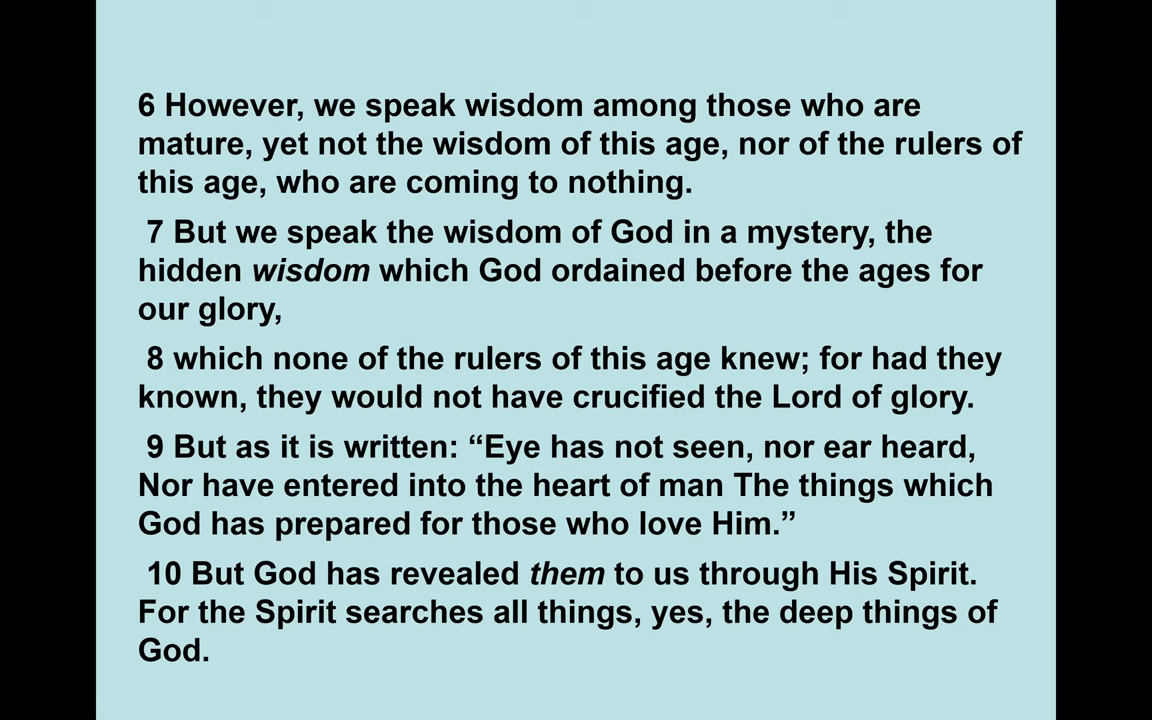 6 However, we speak wisdom among those who are
mature, yet not the wisdom of this age, nor of the rulers of
this age, who are coming to nothing.
7 But we speak the wisdom of God in a mystery, the
hidden wisdom which God ordained before the ages for
our glory,
8 which none of the rulers of this age knew; for had they
known, they would not have crucified the Lord of glory.
9 But as it is written: “Eye has not seen, nor ear heard,
Nor have entered into the heart of man The things which
God has prepared for those who love Him.”
10 But God has revealed them to us through His Spirit.
For the Spirit searches all things, yes, the deep things of
God.